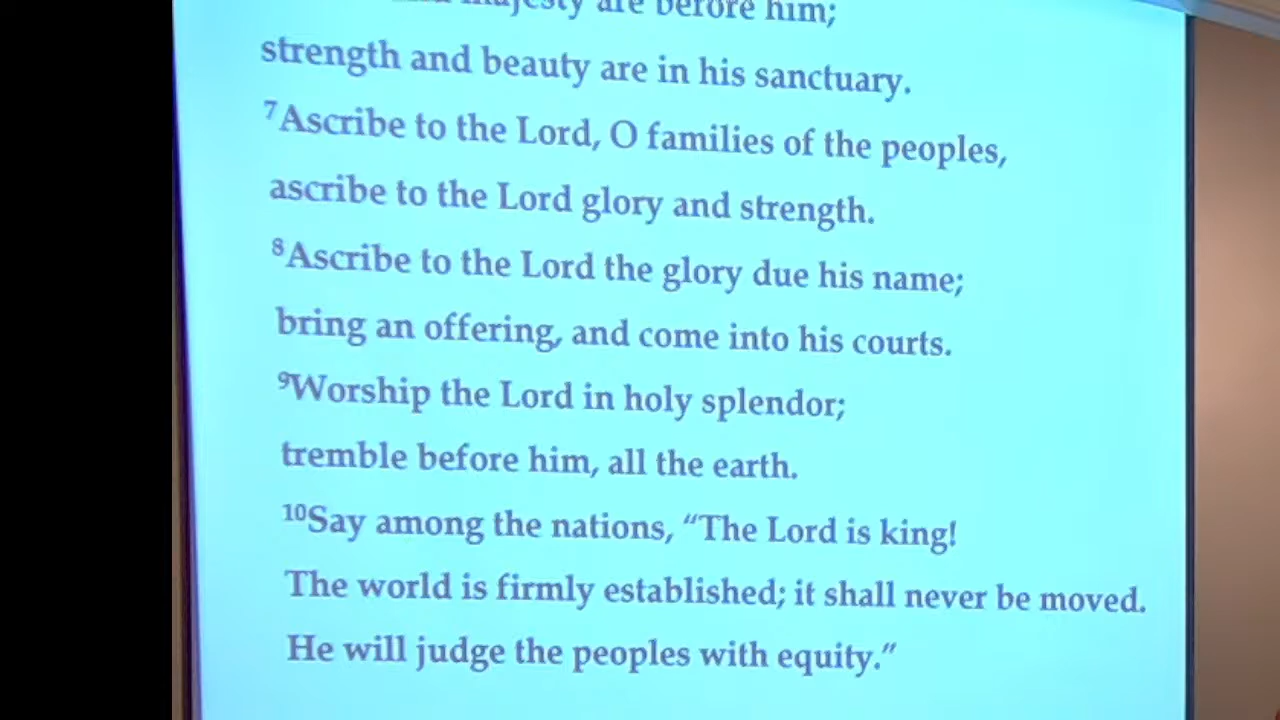 majesty are before him;
strength and beauty are in his sanctuary.
⁷Ascribe to the Lord, O families of the peoples,
ascribe to the Lord glory and strength.
⁸Ascribe to the Lord the glory due his name;
bring an offering, and come into his courts.
⁹Worship the Lord in holy splendor;
tremble before him, all the earth.
¹⁰Say among the nations, “The Lord is king!
The world is firmly established; it shall never be moved.
He will judge the peoples with equity.”